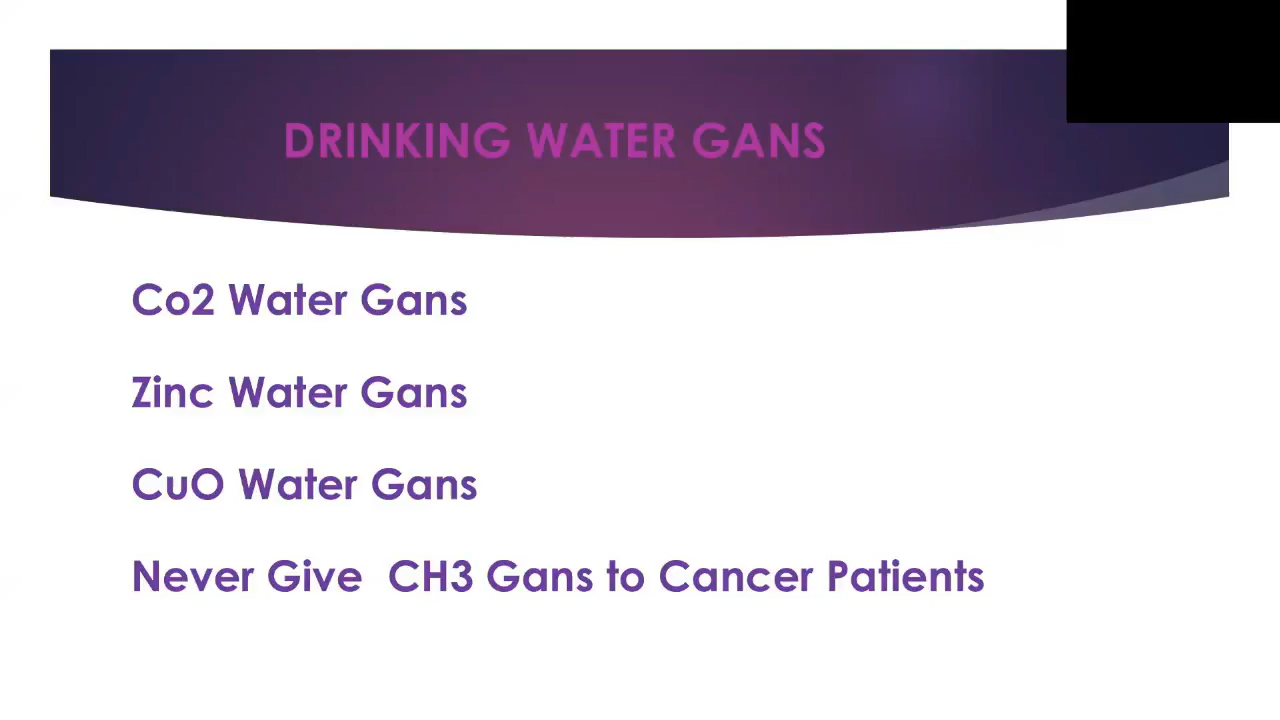 DRINKING WATER GANS
Co2 Water Gans
Zinc Water Gans
CuO Water Gans
Never Give  CH3 Gans to Cancer Patients